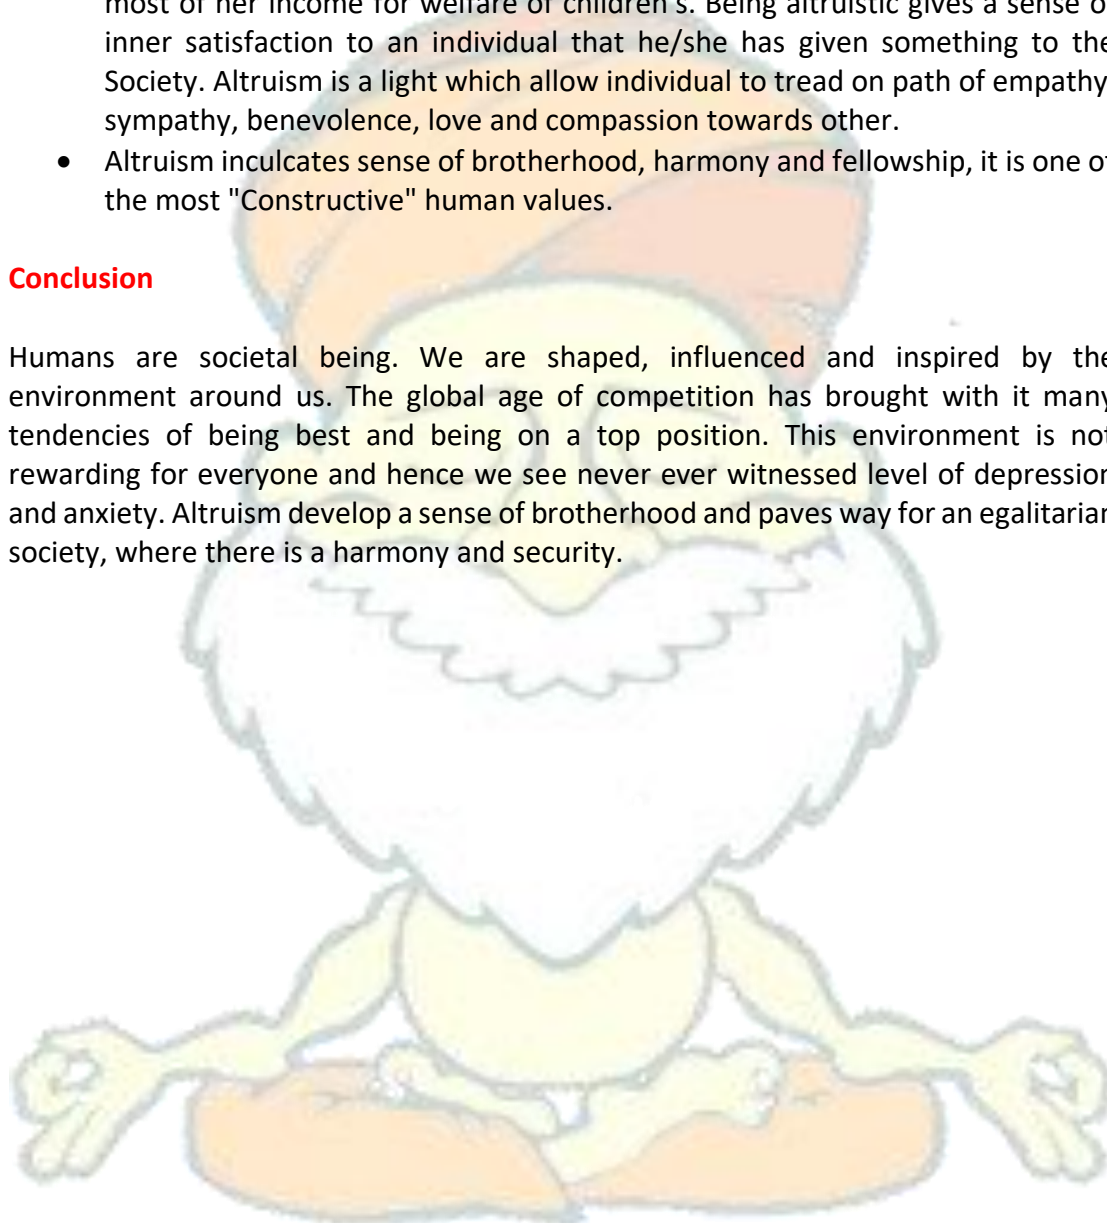 most of her income for welfare of children's. Being altruistic gives a sense of
inner satisfaction to an individual that he/she has given something to the
Society. Altruism is a light which allow individual to tread on path of empathy
sympathy, benevolence, love and compassion towards other.
• Altruism inculcates sense of brotherhood, harmony and fellowship, it is one of
the most "Constructive" human values.
Conclusion
Humans are societal being. We are shaped, influenced and inspired by the
environment around us. The global age of competition has brought with it many
tendencies of being best and being on a top position. This environment is not
rewarding for everyone and hence we see never ever witnessed level of depression
and anxiety. Altruism develop a sense of brotherhood and paves way for an egalitarian
society, where there is a harmony and security.